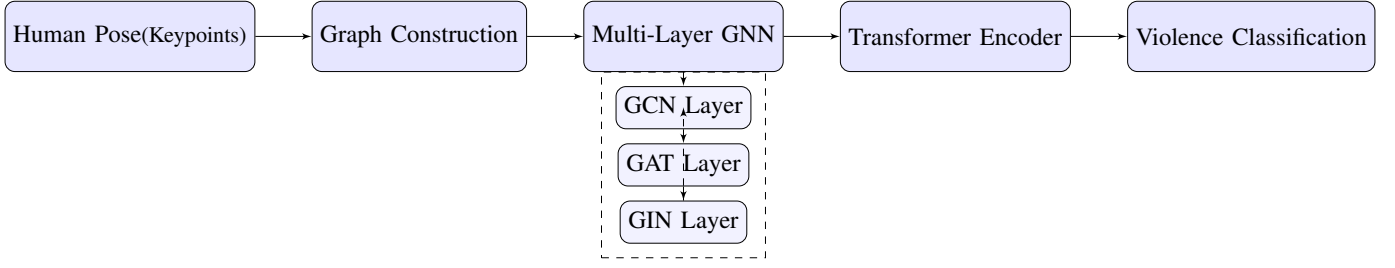 Human Pose(Keypoints)
Graph Construction
Multi-Layer GNN
Transformer Encoder
Violence Classification
GCN Layer
GAT Layer
GIN Layer